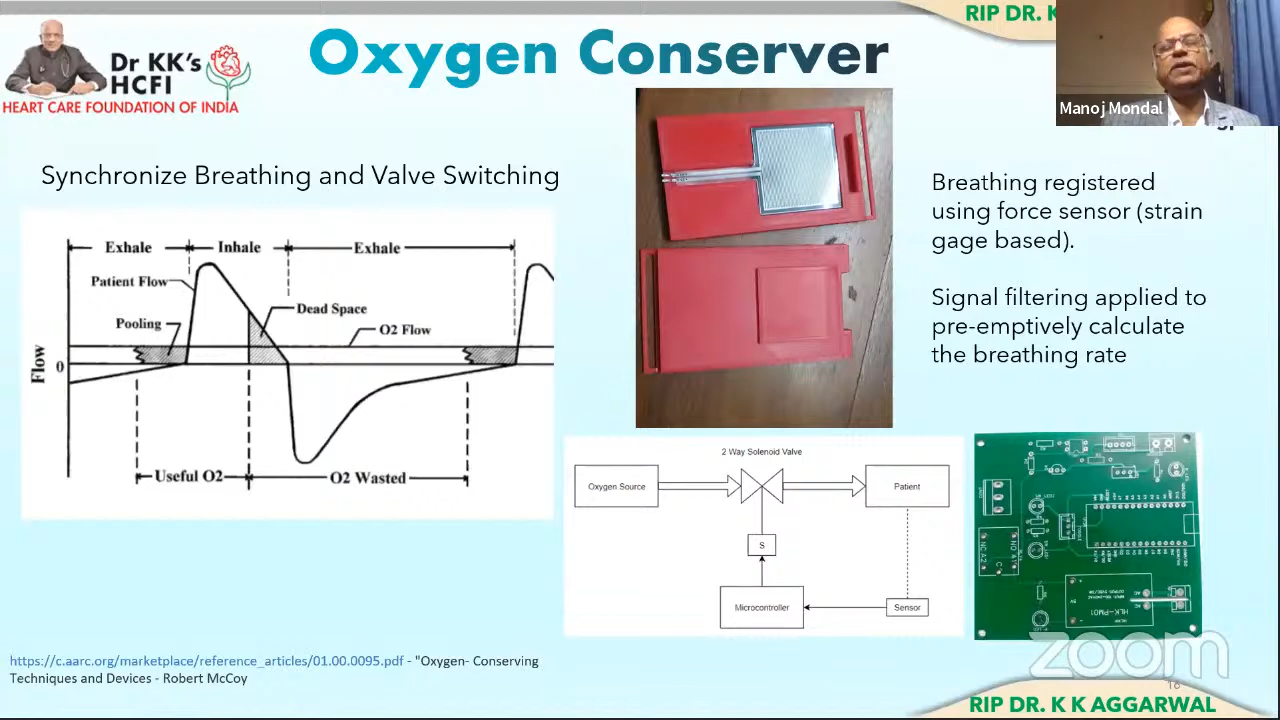 RIP DR. K
Oxygen Conserver
Dr KK's
HCFI
HEART CARE FOUNDATION OF INDIA
Manoj Mondal
Synchronize Breathing and Valve Switching
Exhale
Inhale
Exhale
Patient Flow
Dead Space
Pooling
O2 Flow
Flow
0
Useful O2
O2 Wasted
Breathing registered
using force sensor (strain
gage based).
Signal filtering applied to
pre-emptively calculate
the breathing rate
2 Way Solenoid Valve
Oxygen Source
Patient
S
Microcontroller
Sensor
HLK-PM01
https://c.aarc.org/marketplace/reference_articles/01.00.0095.pdf - "Oxygen- Conserving
Techniques and Devices - Robert McCoy
zoom
RIP DR. K K AGGARWAL